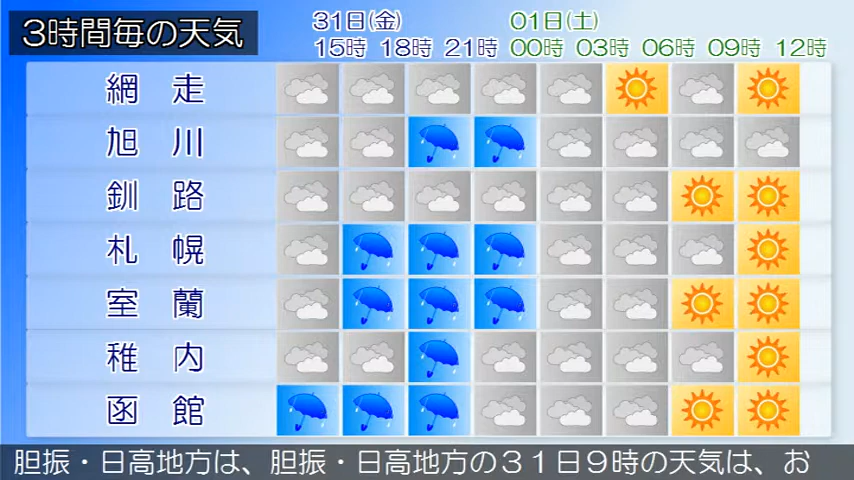 3時間毎の天気
31日(金) 01日(土)
15時 18時 21時 00時 03時 06時 09時 12時
網走
旭川
釧路
札幌
室蘭
稚内
函館
胆振・日高地方は、胆振・日高地方の31日9時の天気は、お